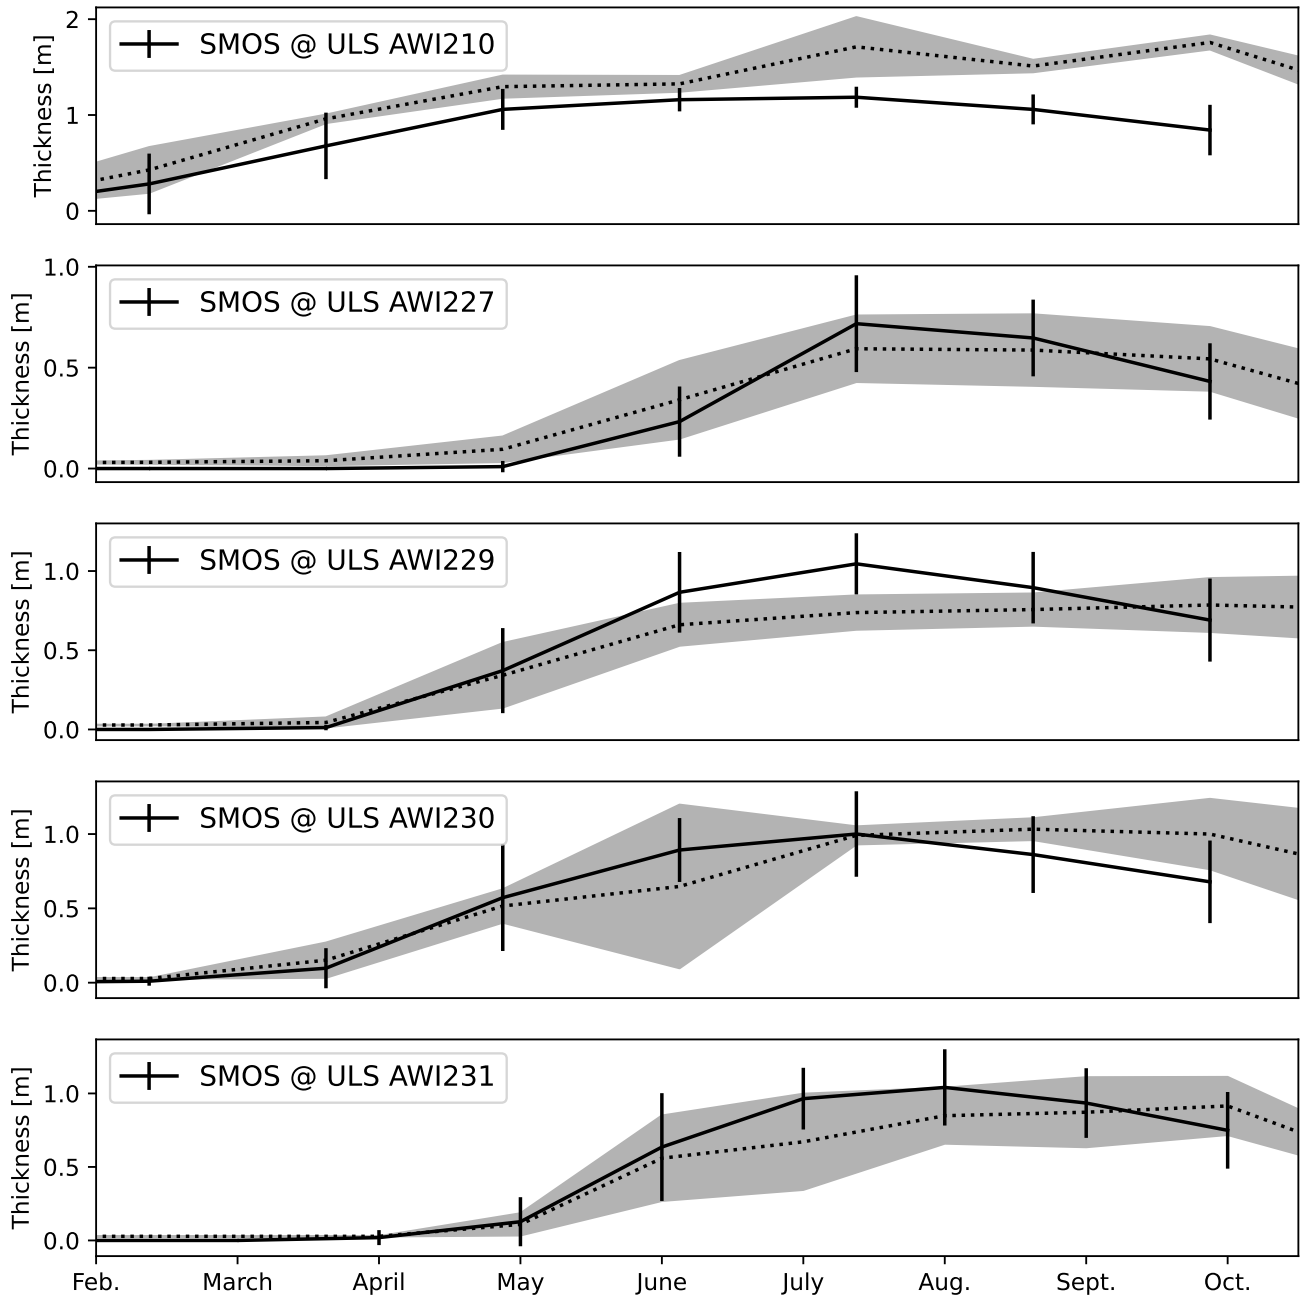 2
1
0
Thickness [m]
SMOS @ ULS AWI210
1.0
0.5
0.0
Thickness [m]
SMOS @ ULS AWI227
1.0
0.5
0.0
Thickness [m]
SMOS @ ULS AWI229
1.0
0.5
0.0
Thickness [m]
SMOS @ ULS AWI230
1.0
0.5
0.0
Thickness [m]
SMOS @ ULS AWI231
Feb. March April May June July Aug. Sept. Oct.